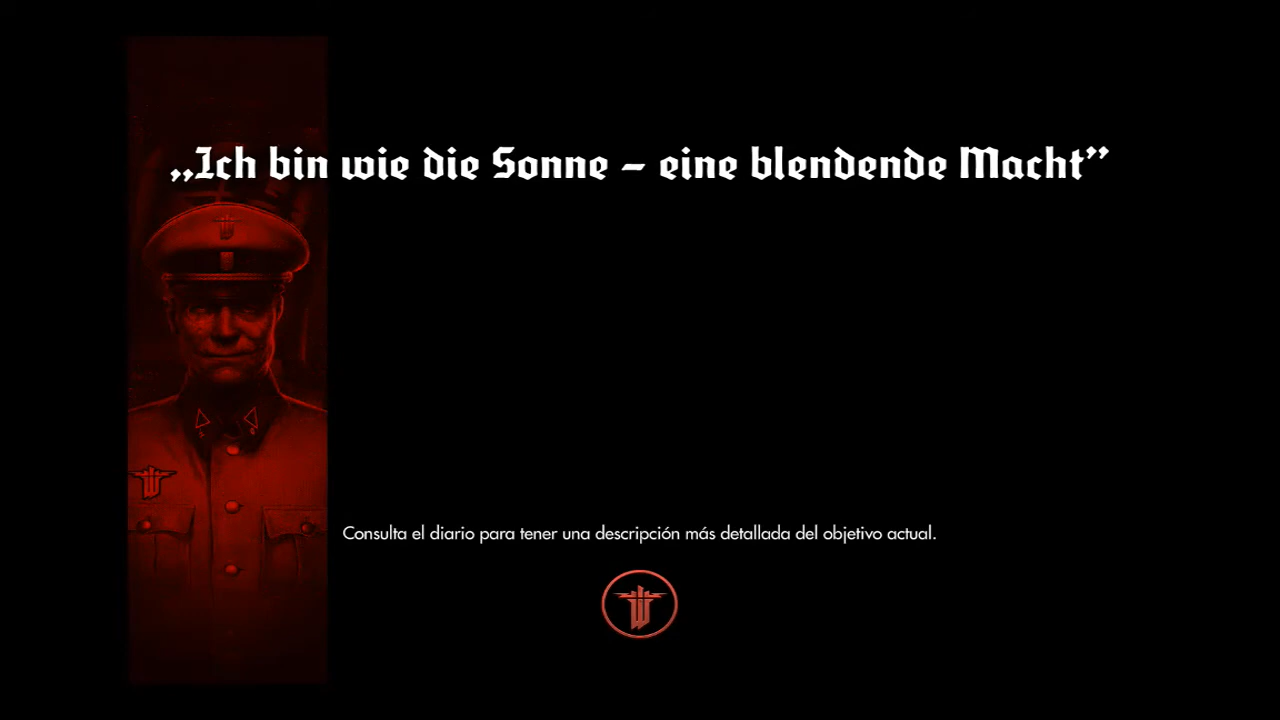 „Ich bin wie die Sonne – eine blendende Macht”
Consulta el diario para tener una descripción más detallada del objetivo actual.